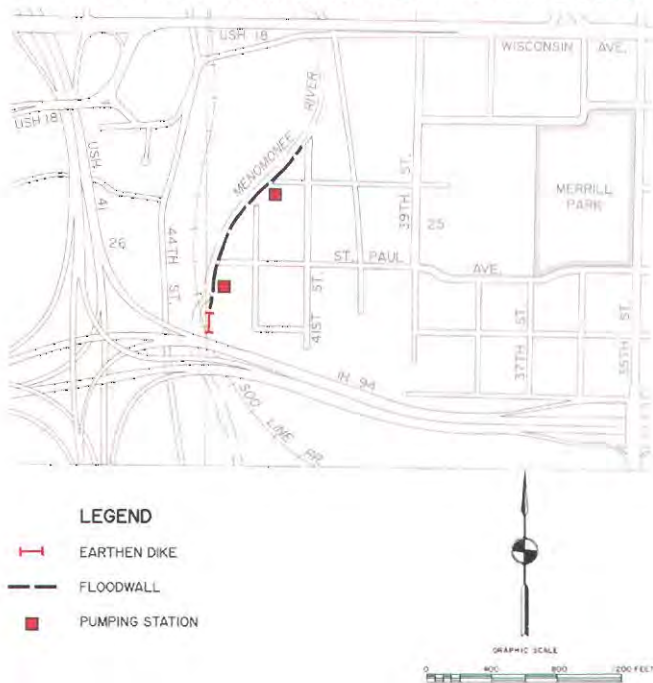 USH 18
WISCONSIN AVE.
USH 18
RIVER
MENOMONEE
USH 41
39TH ST.
MERRILL
PARK
26
44TH ST.
25
ST. PAUL AVE.
41ST ST.
37TH ST.
35TH ST.
IH 94
SOO LINE RR.
LEGEND
EARTHEN DIKE
FLOODWALL
PUMPING STATION
GRAPHIC SCALE
0 400 800 1200 FEET